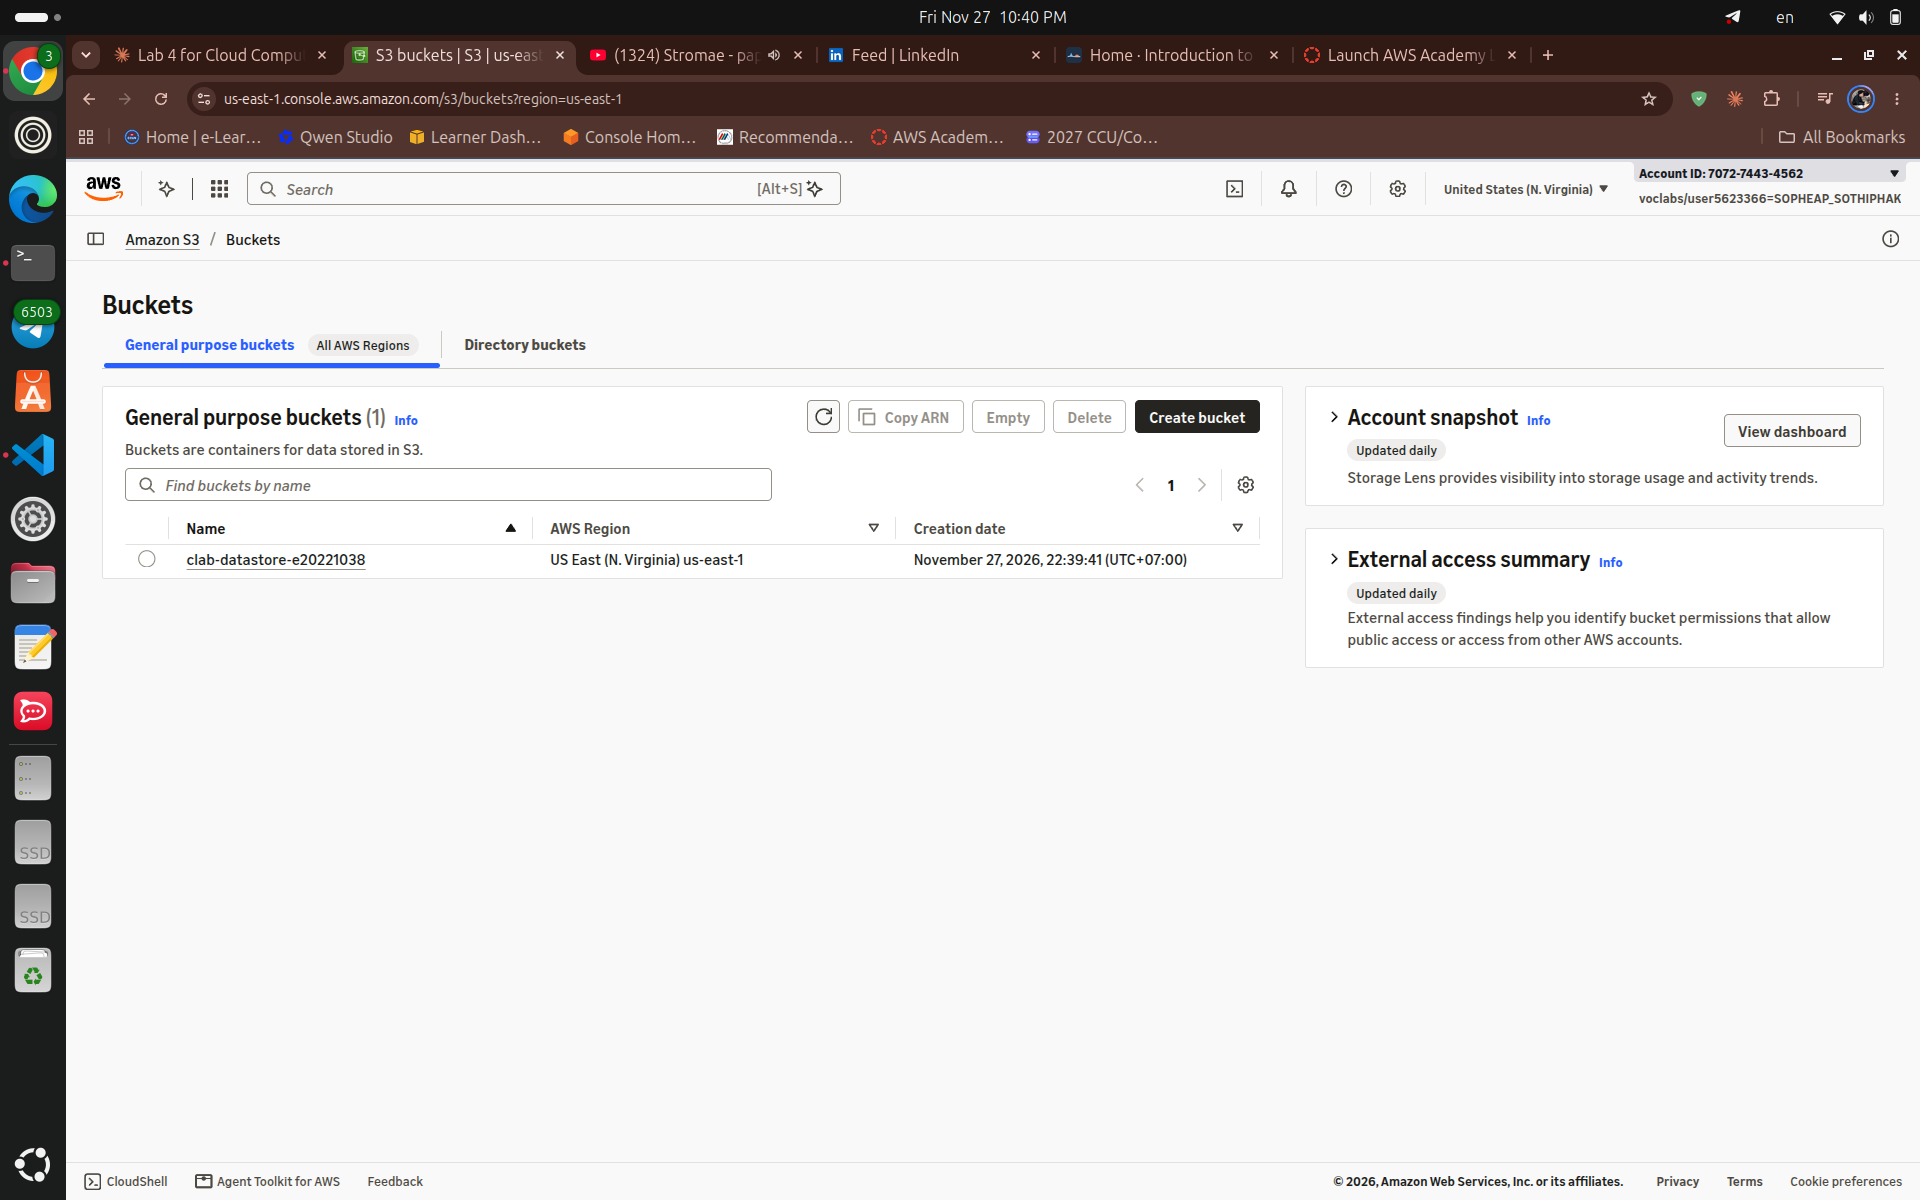 Fri Nov 27 10:40 PM
en
3
Lab 4 for Cloud Compu
S3 buckets | S3 | us-east
(1324) Stromae - pap
Feed | LinkedIn
Home · Introduction to
Launch AWS Academy L
us-east-1.console.aws.amazon.com/s3/buckets?region=us-east-1
Home | e-Lear...
Qwen Studio
Learner Dash...
Console Hom...
Recommenda...
AWS Academ...
2027 CCU/Co...
All Bookmarks
aws
Search
[Alt+S]
United States (N. Virginia)
Account ID: 7072-7443-4562
voclabs/user5623366=SOPHEAP_SOTHIPHAK
Amazon S3 / Buckets
6503
Buckets
General purpose buckets
All AWS Regions
Directory buckets
General purpose buckets (1) Info
Copy ARN
Empty
Delete
Create bucket
Buckets are containers for data stored in S3.
Find buckets by name
1
Name
AWS Region
Creation date
clab-datastore-e20221038
US East (N. Virginia) us-east-1
November 27, 2026, 22:39:41 (UTC+07:00)
Account snapshot Info
View dashboard
Updated daily
Storage Lens provides visibility into storage usage and activity trends.
External access summary Info
Updated daily
External access findings help you identify bucket permissions that allow
public access or access from other AWS accounts.
SSD
SSD
CloudShell
Agent Toolkit for AWS
Feedback
© 2026, Amazon Web Services, Inc. or its affiliates.
Privacy
Terms
Cookie preferences